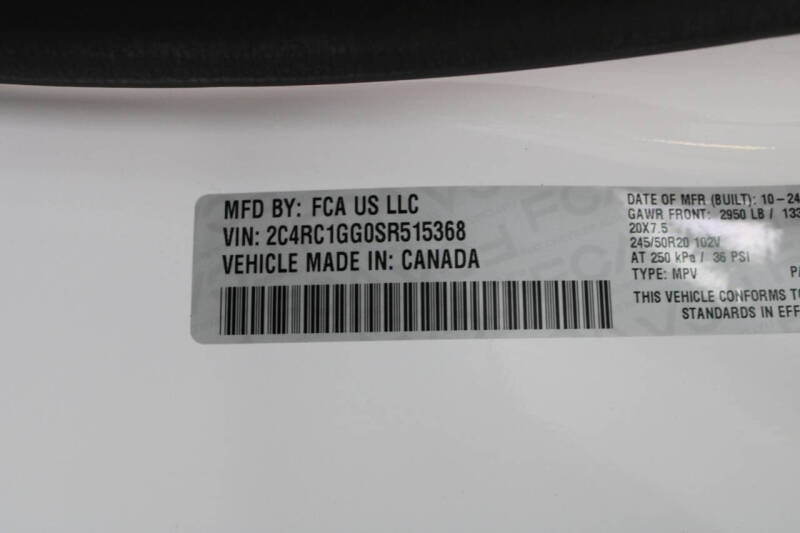 MFD BY: FCA US LLC
VIN: 2C4RC1GG0SR515368
VEHICLE MADE IN: CANADA
DATE OF MFR (BUILT): 10-24
GAWR FRONT: 2950 LB / 133
20X7.5
245/50R20 102V
AT 250 kPa / 36 PSI
TYPE: MPV
THIS VEHICLE CONFORMS TO
STANDARDS IN EFF